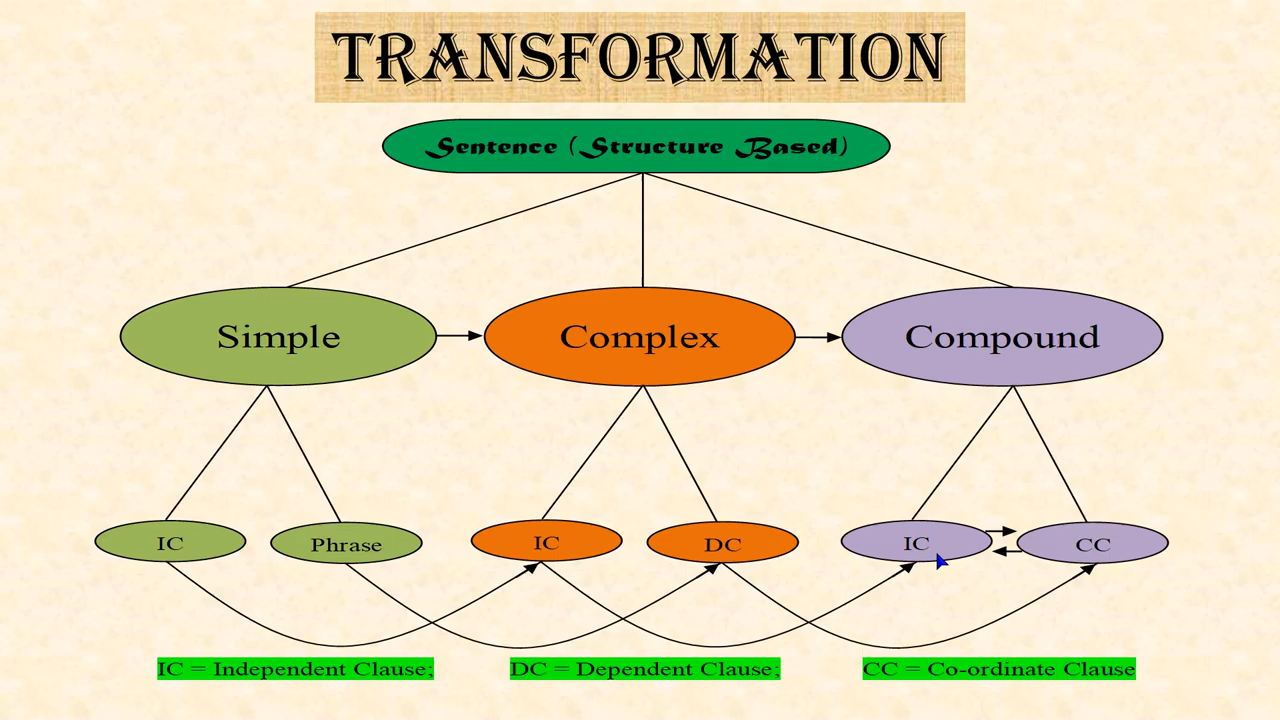 TRANSFORMATION
Sentence (Structure Based)
Simple
Complex
Compound
IC
Phrase
IC
DC
IC
CC
IC = Independent Clause;
DC = Dependent Clause;
CC = Co-ordinate Clause